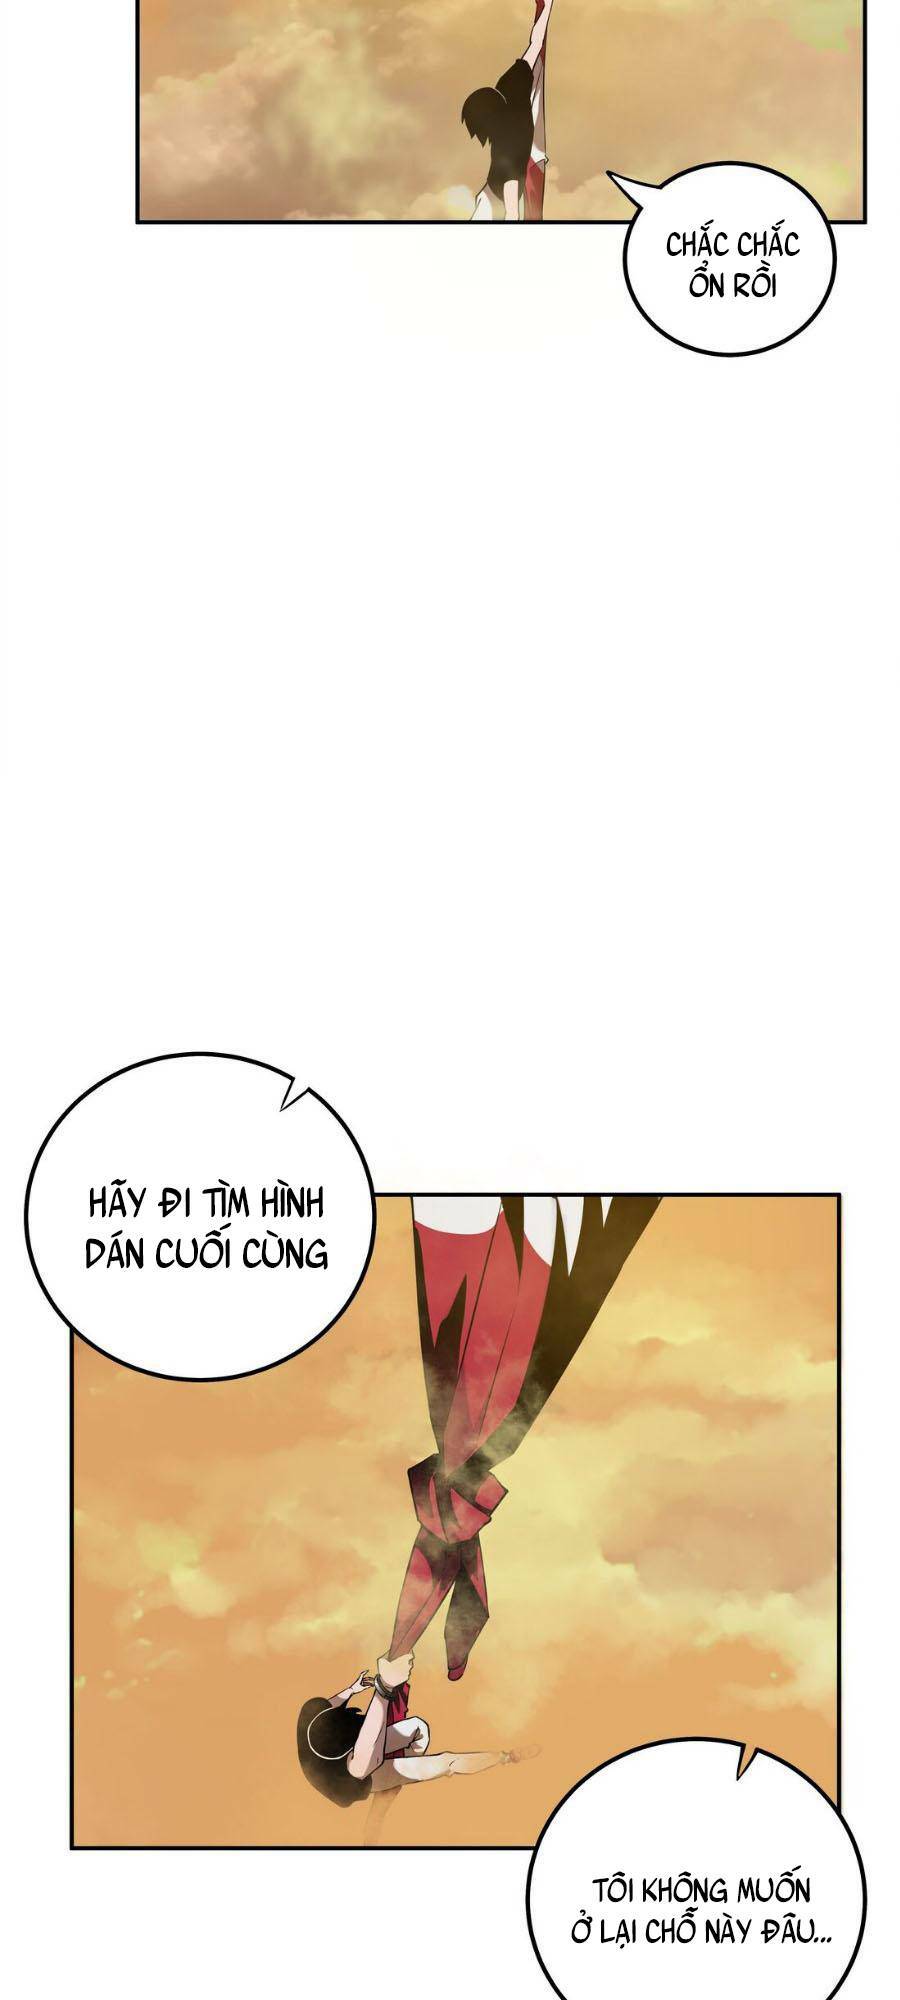 CHẮC CHẮC
ỔN RỒI
HÃY ĐI TÌM HÌNH
DÁN CUỐI CÙNG
TÔI KHÔNG MUỐN
Ở LẠI CHỖ NÀY ĐÂU...